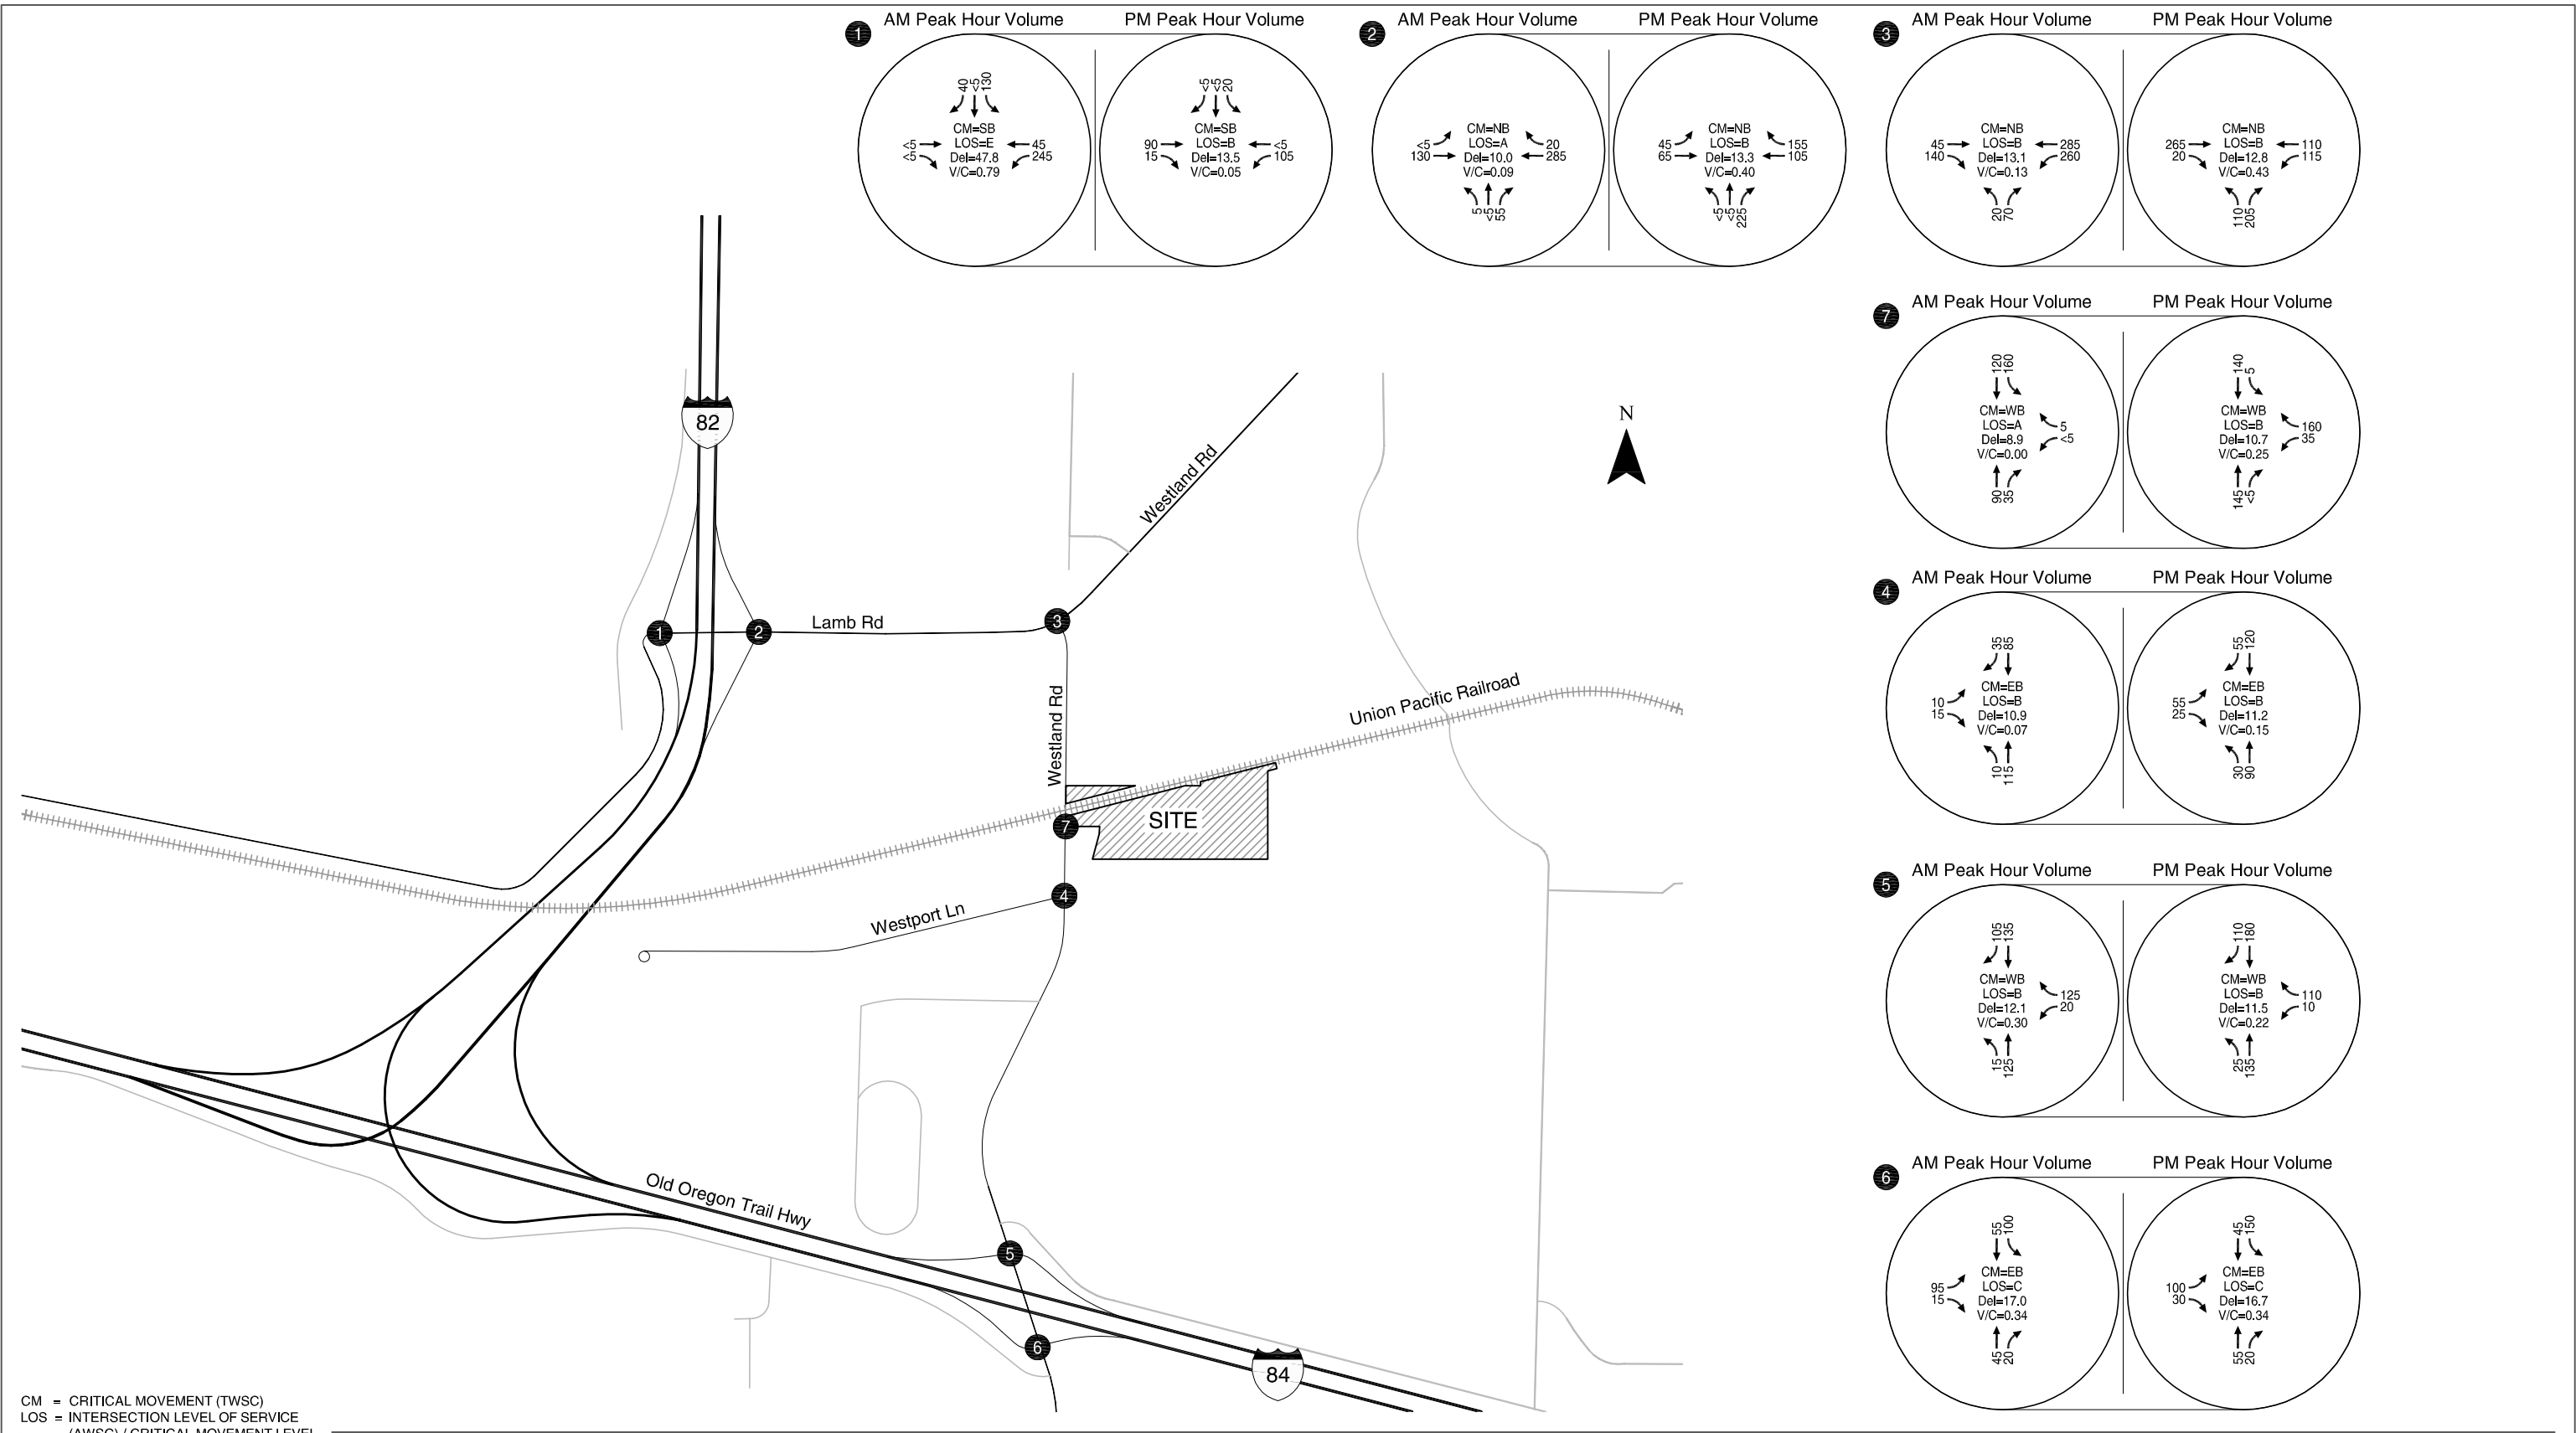 1
AM Peak Hour Volume
PM Peak Hour Volume
40
<5
130
CM=SB
LOS=E
Del=47.8
V/C=0.79
<5
<5
45
245
<5
<5
20
CM=SB
LOS=B
Del=13.5
V/C=0.05
90
15
<5
105
2
AM Peak Hour Volume
PM Peak Hour Volume
CM=NB
LOS=A
Del=10.0
V/C=0.09
<5
130
20
285
5
<5
55
CM=NB
LOS=B
Del=13.3
V/C=0.40
45
65
155
105
<5
<5
225
3
AM Peak Hour Volume
PM Peak Hour Volume
CM=NB
LOS=B
Del=13.1
V/C=0.13
45
140
285
260
20
70
CM=NB
LOS=B
Del=12.8
V/C=0.43
265
20
110
115
110
205
7
AM Peak Hour Volume
PM Peak Hour Volume
120
160
CM=WB
LOS=A
Del=8.9
V/C=0.00
5
<5
90
35
140
5
CM=WB
LOS=B
Del=10.7
V/C=0.25
160
35
145
<5
4
AM Peak Hour Volume
PM Peak Hour Volume
35
85
CM=EB
LOS=B
Del=10.9
V/C=0.07
10
15
10
115
55
120
CM=EB
LOS=B
Del=11.2
V/C=0.15
55
25
30
90
5
AM Peak Hour Volume
PM Peak Hour Volume
105
135
CM=WB
LOS=B
Del=12.1
V/C=0.30
125
20
15
125
110
180
CM=WB
LOS=B
Del=11.5
V/C=0.22
110
10
25
135
6
AM Peak Hour Volume
PM Peak Hour Volume
55
100
CM=EB
LOS=C
Del=17.0
V/C=0.34
95
15
45
20
45
150
CM=EB
LOS=C
Del=16.7
V/C=0.34
100
30
55
20
82
N
Westland Rd
1
2
Lamb Rd
3
Westland Rd
Union Pacific Railroad
SITE
7
4
Westport Ln
Old Oregon Trail Hwy
5
6
84
CM = CRITICAL MOVEMENT (TWSC)
LOS = INTERSECTION LEVEL OF SERVICE
(AWSC) / CRITICAL MOVEMENT LEVEL